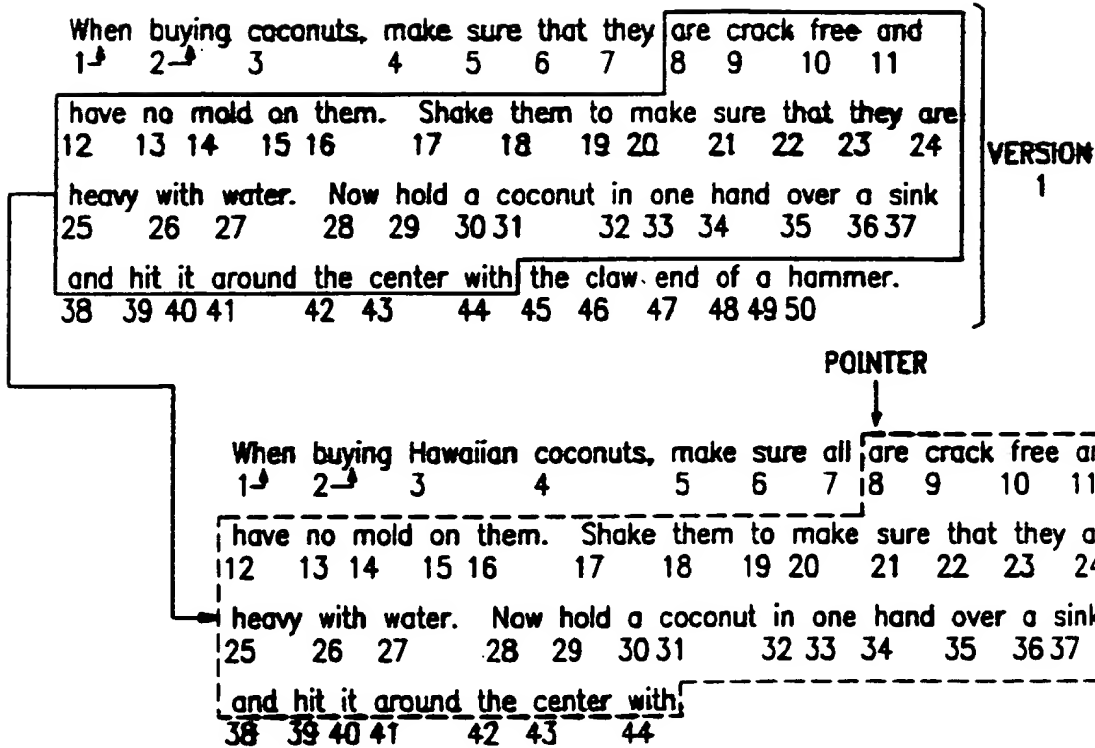 When buying coconuts, make sure that they are crack free and
1 2 3 4 5 6 7 8 9 10 11
have no mold on them. Shake them to make sure that they are
12 13 14 15 16 17 18 19 20 21 22 23 24
VERSION
1
heavy with water. Now hold a coconut in one hand over a sink
25 26 27 28 29 30 31 32 33 34 35 36 37
and hit it around the center with the claw end of a hammer.
38 39 40 41 42 43 44 45 46 47 48 49 50
POINTER
When buying Hawaiian coconuts, make sure all are crack free
1 2 3 4 5 6 7 8 9 10 11
have no mold on them. Shake them to make sure that they
12 13 14 15 16 17 18 19 20 21 22 23
heavy with water. Now hold a coconut in one hand over a sink
25 26 27 28 29 30 31 32 33 34 35 36 37
and hit it around the center with
38 39 40 41 42 43 44